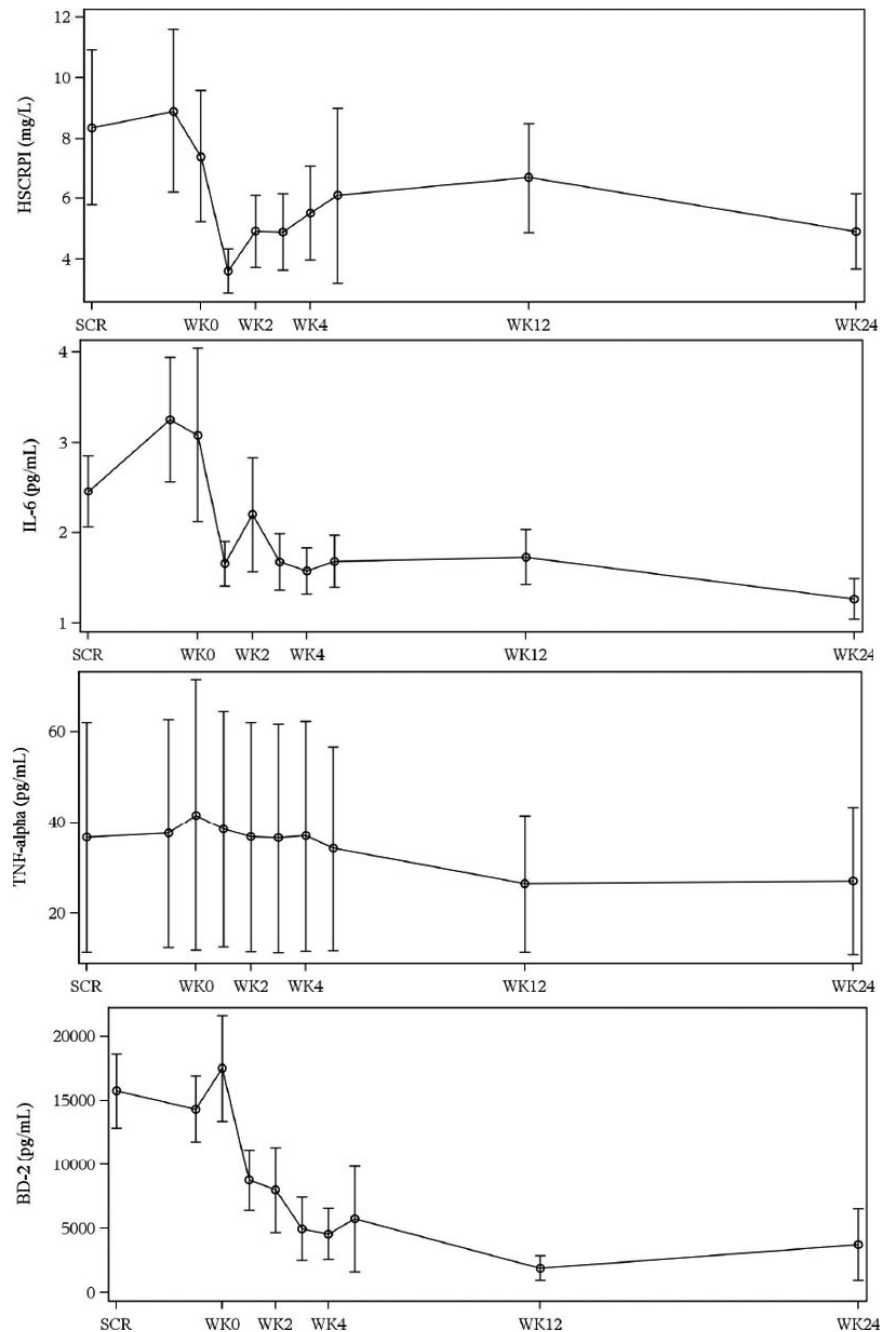 HSCRPI (mg/L)
12
10
8
6
4
SCR WK0 WK2 WK4 WK12 WK24
IL-6 (pg/mL)
4
3
2
1
SCR WK0 WK2 WK4 WK12 WK24
TNF-alpha (pg/mL)
60
40
20
SCR WK0 WK2 WK4 WK12 WK24
BD-2 (pg/mL)
20000
15000
10000
5000
0
SCR WK0 WK2 WK4 WK12 WK24